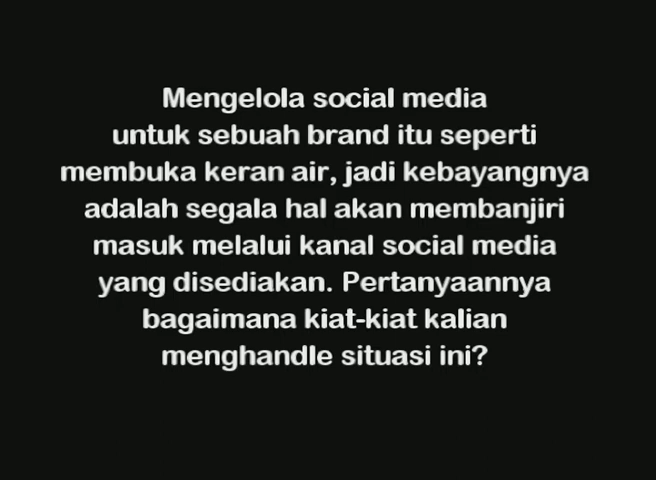 Mengelola social media
untuk sebuah brand itu seperti
membuka keran air, jadi kebayangnya
adalah segala hal akan membanjiri
masuk melalui kanal social media
yang disediakan. Pertanyaannya
bagaimana kiat-kiat kalian
menghandle situasi ini?